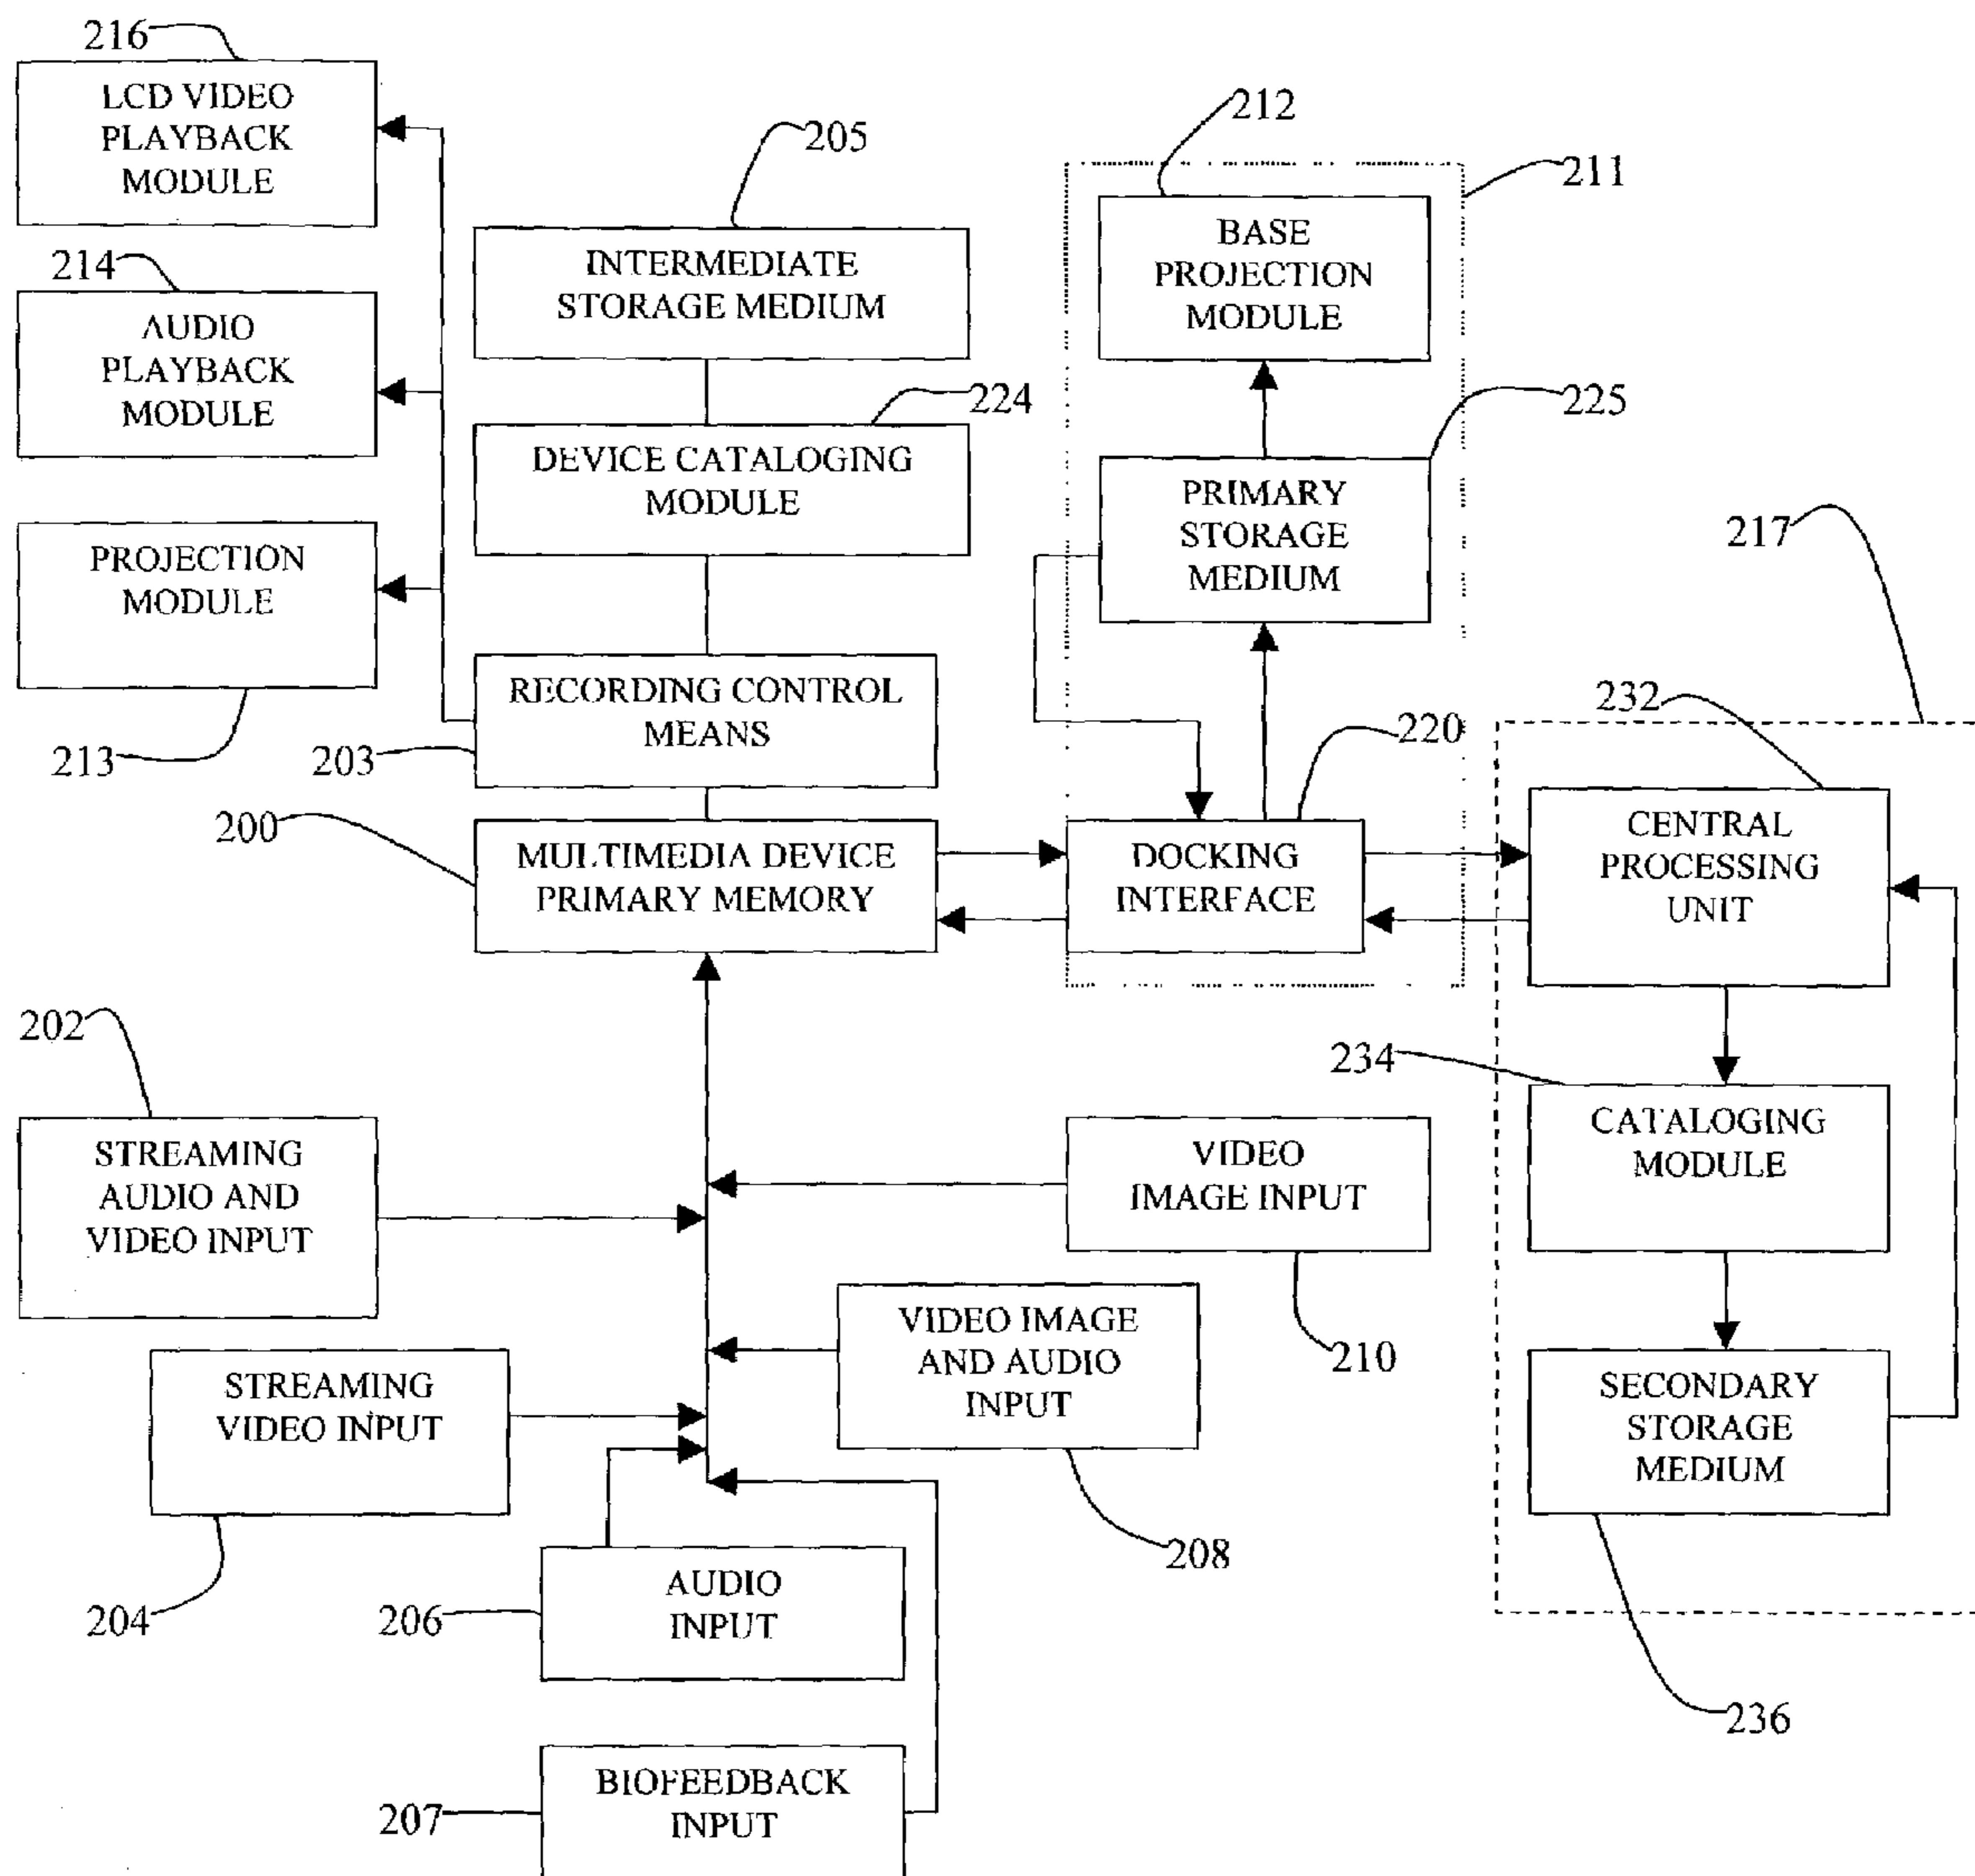 216
LCD VIDEO
PLAYBACK
MODULE
214
AUDIO
PLAYBACK
MODULE
PROJECTION
MODULE
213
205
INTERMEDIATE
STORAGE MEDIUM
224
DEVICE CATALOGING
MODULE
RECORDING CONTROL
MEANS
203
200
MULTIMEDIA DEVICE
PRIMARY MEMORY
212
211
BASE
PROJECTION
MODULE
225
PRIMARY
STORAGE
MEDIUM
220
DOCKING
INTERFACE
217
232
CENTRAL
PROCESSING
UNIT
234
CATALOGING
MODULE
SECONDARY
STORAGE
MEDIUM
236
202
STREAMING
AUDIO AND
VIDEO INPUT
VIDEO
IMAGE INPUT
210
STREAMING
VIDEO INPUT
204
VIDEO IMAGE
AND AUDIO
INPUT
208
AUDIO
INPUT
206
BIOFEEDBACK
INPUT
207